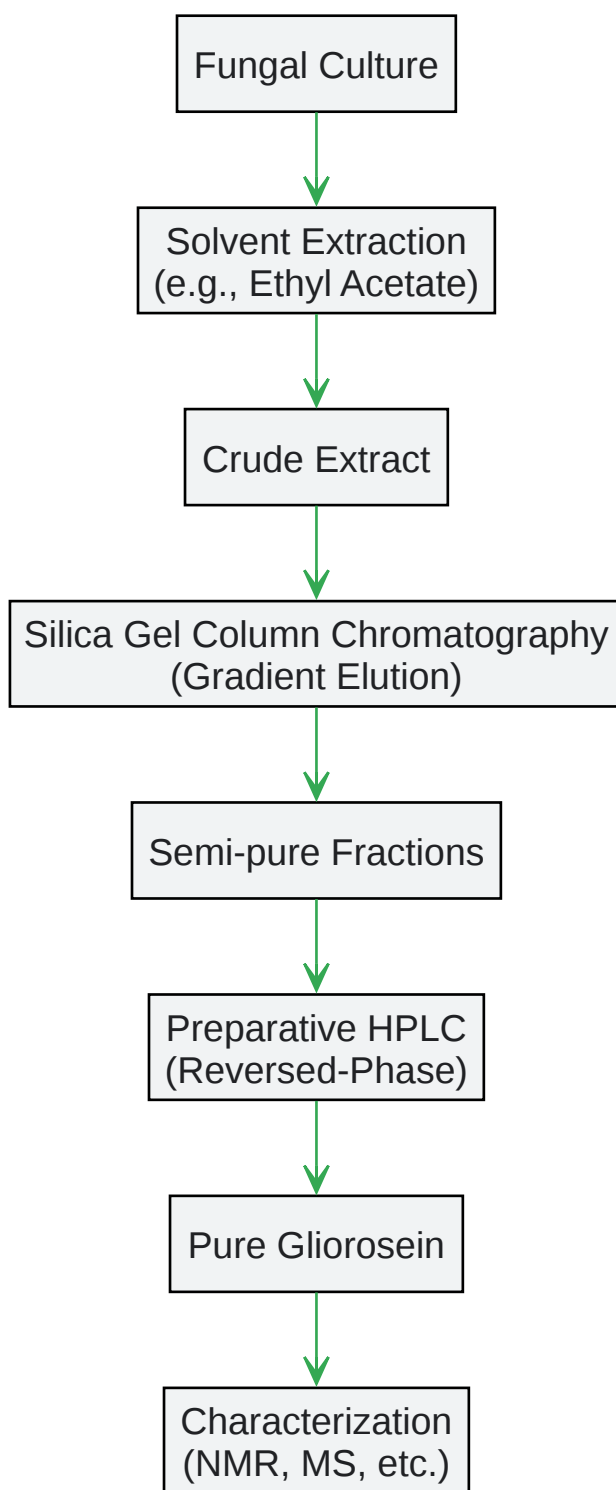 Fungal Culture
Solvent Extraction
(e.g., Ethyl Acetate)
Crude Extract
Silica Gel Column Chromatography
(Gradient Elution)
Semi-pure Fractions
Preparative HPLC
(Reversed-Phase)
Pure Gliorosein
Characterization
(NMR, MS, etc.)